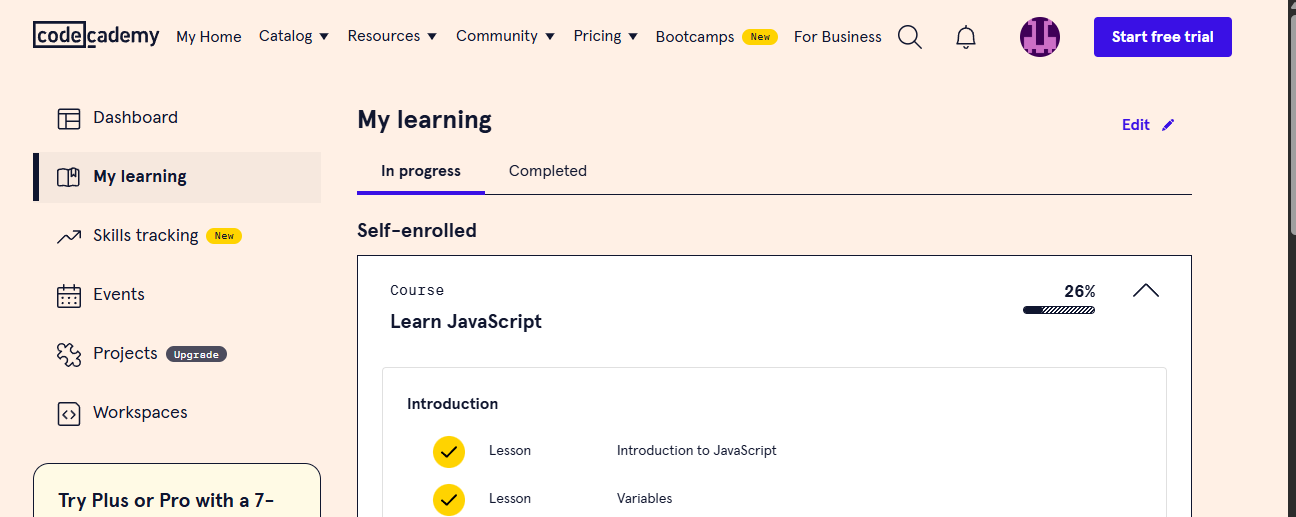 codecademy My Home Catalog Resources Community Pricing Bootcamps New For Business Start free trial
Dashboard
My learning
Skills tracking New
Events
Projects Upgrade
Workspaces
Try Plus or Pro with a 7-
My learning
Edit
In progress Completed
Self-enrolled
Course
26%
Learn JavaScript
Introduction
Lesson Introduction to JavaScript
Lesson Variables